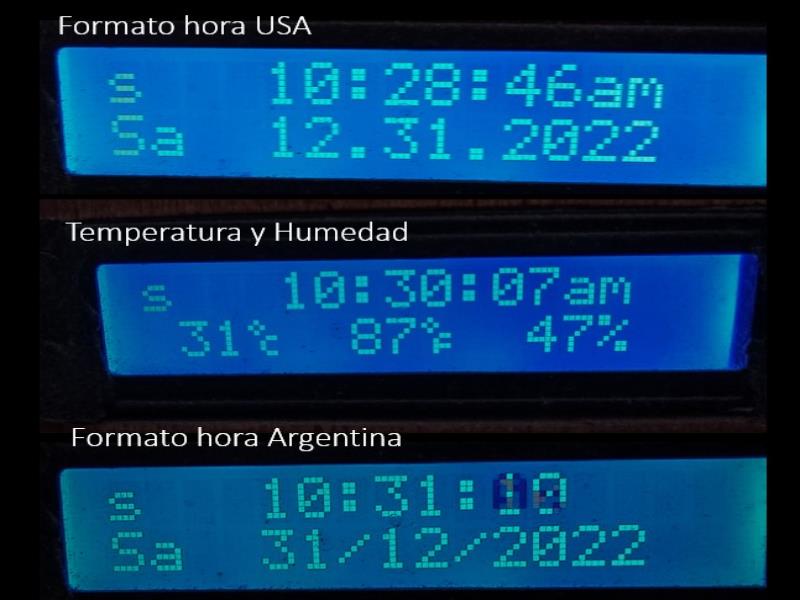 Formato hora USA
s 10:28:46am
Sa 12.31.2022
Temperatura y Humedad
s 10:30:07am
31°C 87°F 47%
Formato hora Argentina
s 10:31:10
Sa 31/12/2022